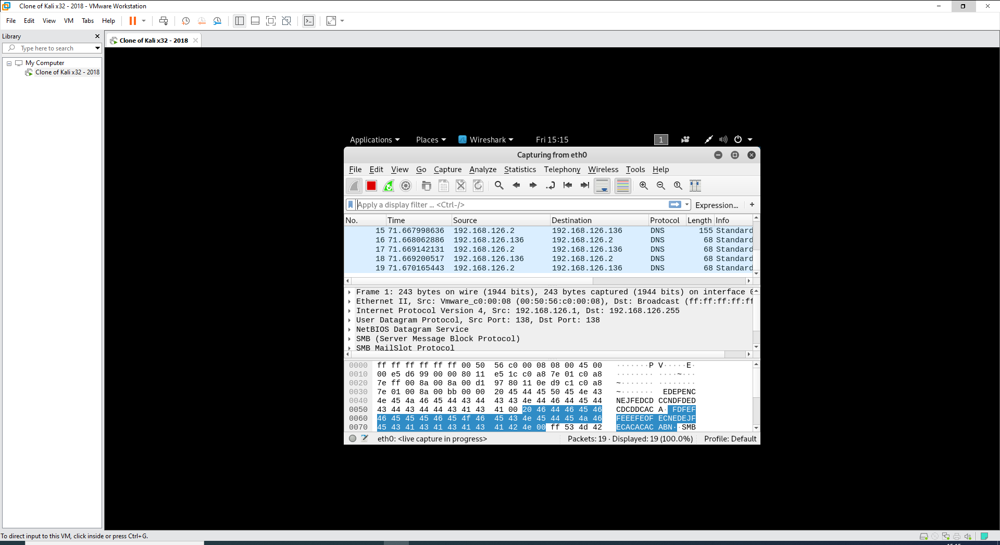 Clone of Kali x32 - 2018 - VMware Workstation
File Edit View VM Tabs Help
Library
Clone of Kali x32 - 2018
Type here to search
My Computer
Clone of Kali x32 - 2018
Applications Places Wireshark Fri 15:15 1
Capturing from eth0
File Edit View Go Capture Analyze Statistics Telephony Wireless Tools Help
Apply a display filter ... <Ctrl-/> Expression... +
No. Time Source Destination Protocol Length Info
15 71.667998636 192.168.126.2 192.168.126.136 DNS 155 Standard
16 71.668062886 192.168.126.136 192.168.126.2 DNS 68 Standard
17 71.669142131 192.168.126.2 192.168.126.136 DNS 68 Standard
18 71.669200517 192.168.126.136 192.168.126.2 DNS 68 Standard
19 71.670165443 192.168.126.2 192.168.126.136 DNS 68 Standard
Frame 1: 243 bytes on wire (1944 bits), 243 bytes captured (1944 bits) on interface 0
Ethernet II, Src: Vmware_c0:00:08 (00:50:56:c0:00:08), Dst: Broadcast (ff:ff:ff:ff:ff
Internet Protocol Version 4, Src: 192.168.126.1, Dst: 192.168.126.255
User Datagram Protocol, Src Port: 138, Dst Port: 138
NetBIOS Datagram Service
SMB (Server Message Block Protocol)
SMB MailSlot Protocol
0000 ff ff ff ff ff ff 00 50 56 c0 00 08 08 00 45 00 ·······P V·····E·
0010 00 e5 d6 99 00 00 80 11 e5 1c c0 a8 7e 01 c0 a8 ········ ····~···
0020 7e ff 00 8a 00 8a 00 d1 97 80 11 0e d9 c1 c0 a8 ~······· ········
0030 7e 01 00 8a 00 bb 00 00 20 45 44 45 50 45 4e 43 ~······· EDEPENC
0040 4e 45 4a 46 45 44 43 44 43 43 4e 44 46 44 45 44 NEJFEDCD CCNDFDED
0050 43 44 43 44 44 43 41 43 41 00 20 46 44 46 45 46 CDCDDCAC A· FDFEF
0060 46 45 45 45 46 45 4f 46 45 43 4e 45 44 45 4a 46 FEEEFEOF ECNEDEJF
0070 45 43 41 43 41 43 41 43 41 42 4e 00 ff 53 4d 42 ECACACAC ABN··SMB
eth0: <live capture in progress> Packets: 19 · Displayed: 19 (100.0%) Profile: Default
To direct input to this VM, click inside or press Ctrl+G.